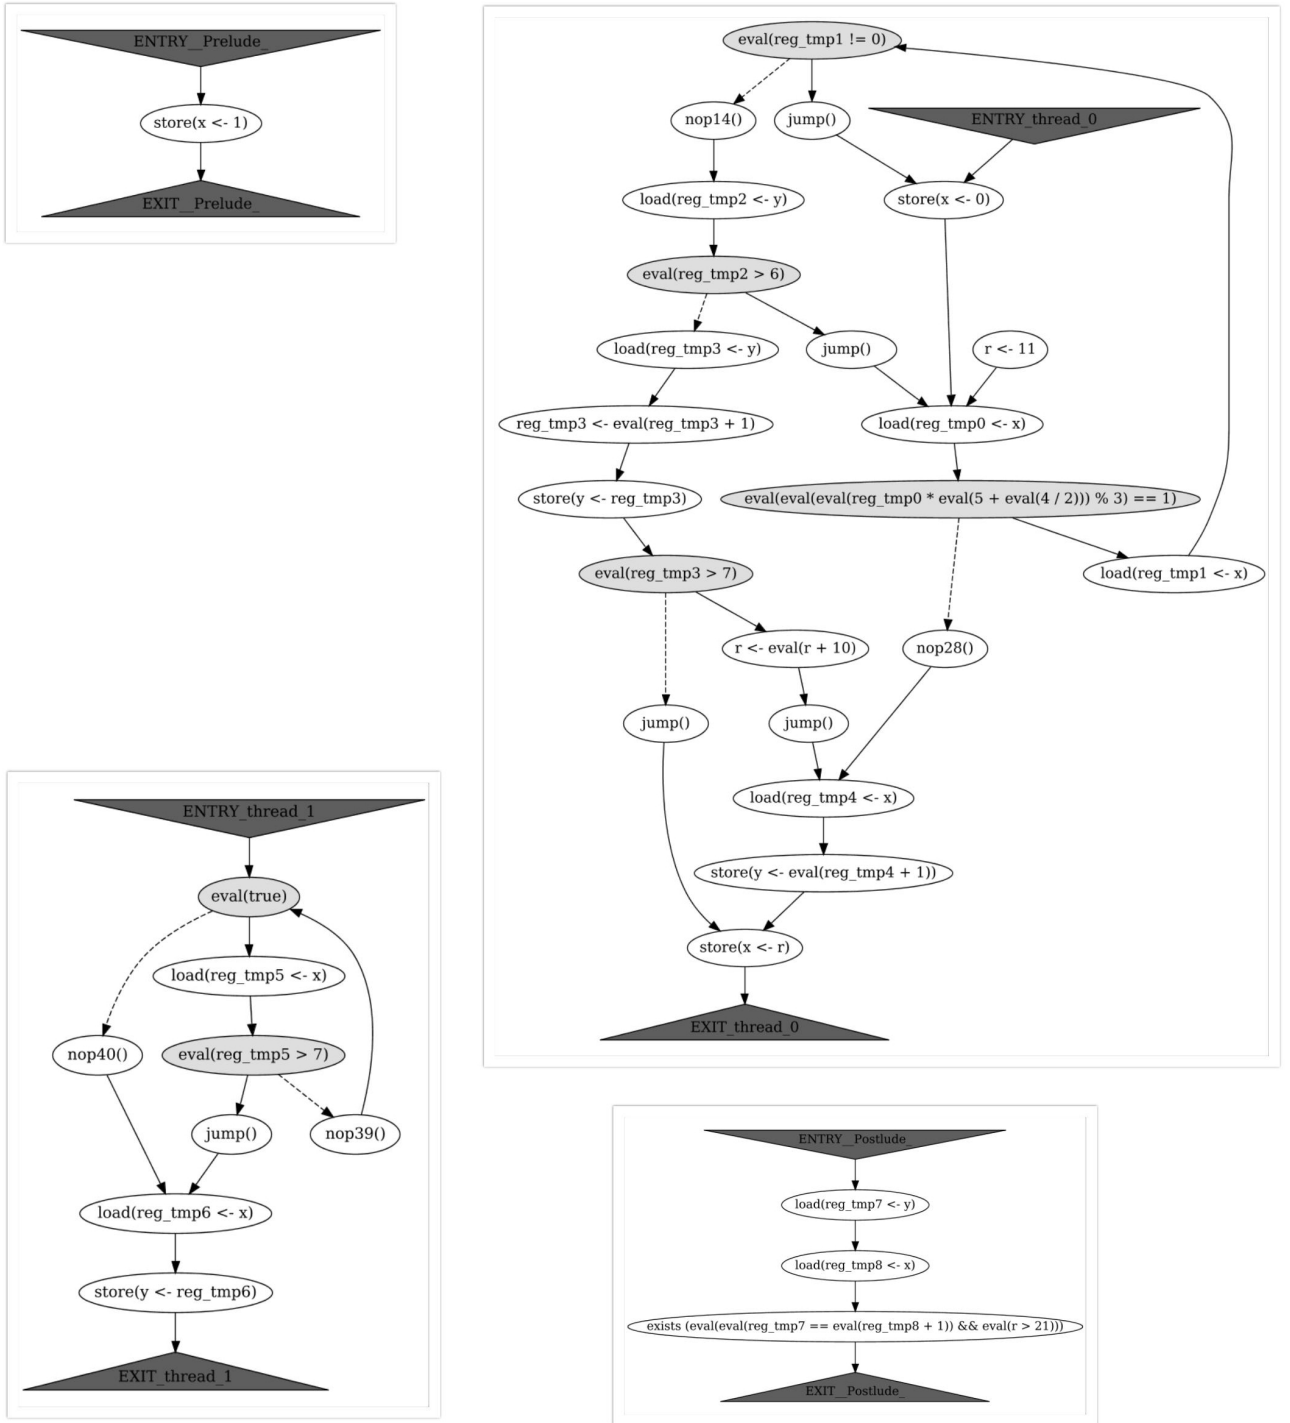 ENTRY__Prelude_
store(x <- 1)
EXIT__Prelude_
eval(reg_tmp1 != 0)
nop14()
jump()
ENTRY_thread_0
load(reg_tmp2 <- y)
store(x <- 0)
eval(reg_tmp2 > 6)
load(reg_tmp3 <- y)
jump()
r <- 11
reg_tmp3 <- eval(reg_tmp3 + 1)
load(reg_tmp0 <- x)
store(y <- reg_tmp3)
eval(eval(eval(reg_tmp0 * eval(5 + eval(4 / 2))) % 3) == 1)
eval(reg_tmp3 > 7)
load(reg_tmp1 <- x)
r <- eval(r + 10)
nop28()
jump()
jump()
load(reg_tmp4 <- x)
store(y <- eval(reg_tmp4 + 1))
store(x <- r)
EXIT_thread_0
ENTRY_thread_1
eval(true)
load(reg_tmp5 <- x)
nop40()
eval(reg_tmp5 > 7)
jump()
nop39()
load(reg_tmp6 <- x)
store(y <- reg_tmp6)
EXIT_thread_1
ENTRY__Postlude_
load(reg_tmp7 <- y)
load(reg_tmp8 <- x)
exists (eval(eval(reg_tmp7 == eval(reg_tmp8 + 1)) && eval(r > 21)))
EXIT__Postlude_